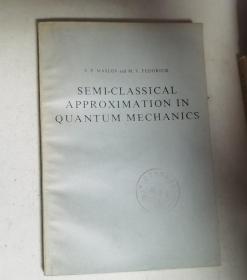 V. P. MASLOV and M. V. FEDORIUK
SEMI-CLASSICAL
APPROXIMATION IN
QUANTUM MECHANICS